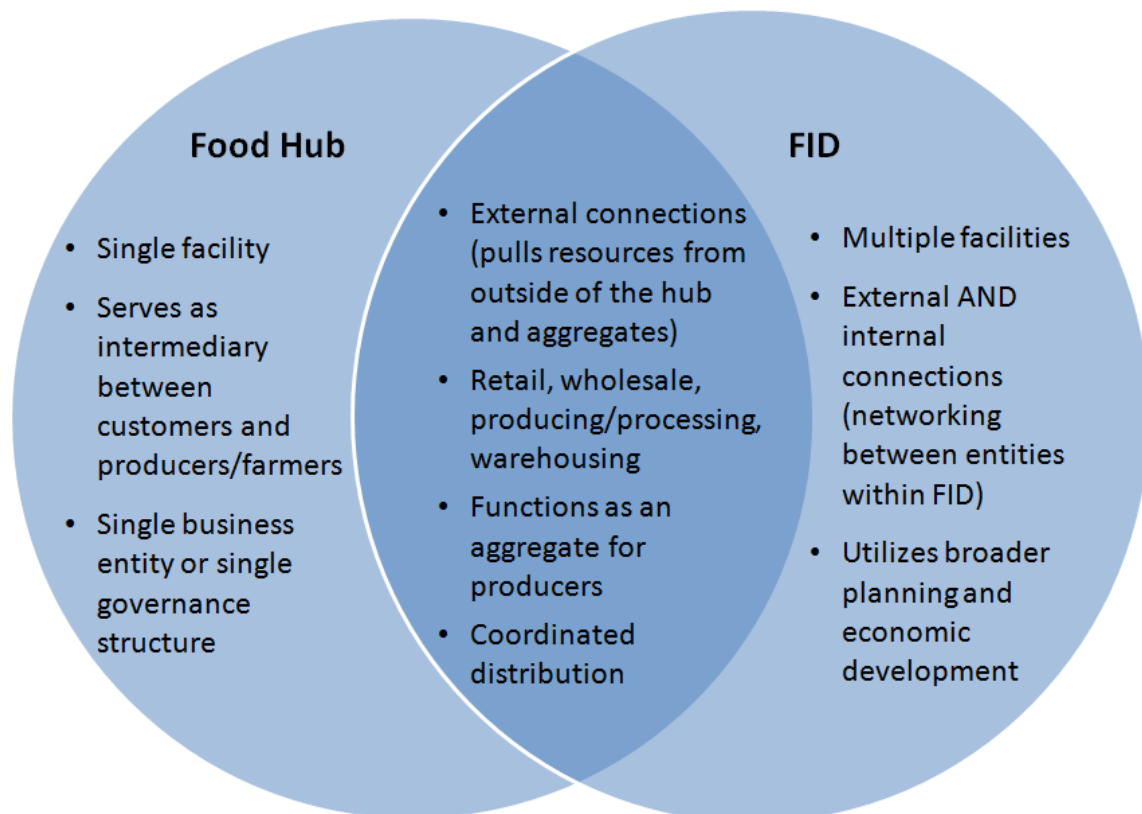 Food Hub
• Single facility
• Serves as
intermediary
between
customers and
producers/farmers
• Single business
entity or single
governance
structure
• External connections
(pulls resources from
outside of the hub
and aggregates)
• Retail, wholesale,
producing/processing,
warehousing
• Functions as an
aggregate for
producers
• Coordinated
distribution
FID
• Multiple facilities
• External AND
internal
connections
(networking
between entities
within FID)
• Utilizes broader
planning and
economic
development